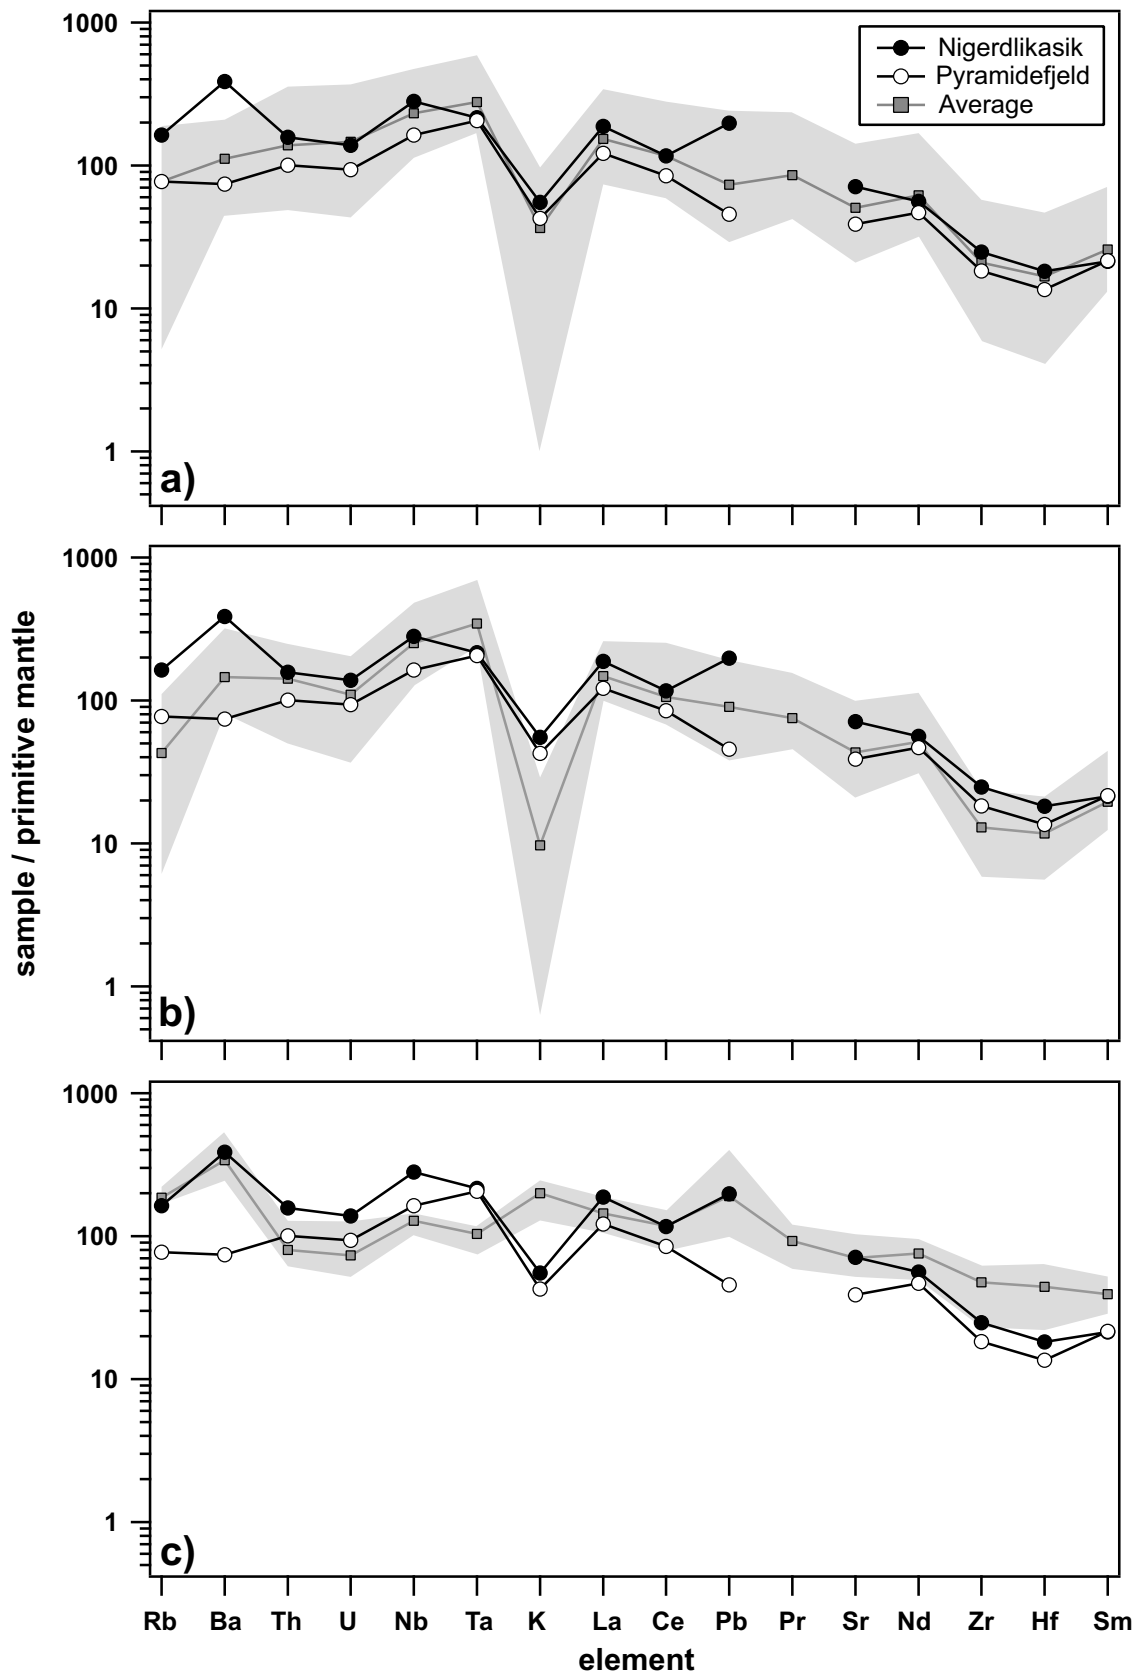 1000
100
10
1
a)
Nigerdlikasik
Pyramidefjeld
Average
1000
100
10
1
b)
sample / primitive mantle
1000
100
10
1
c)
Rb Ba Th U Nb Ta K La Ce Pb Pr Sr Nd Zr Hf Sm
element